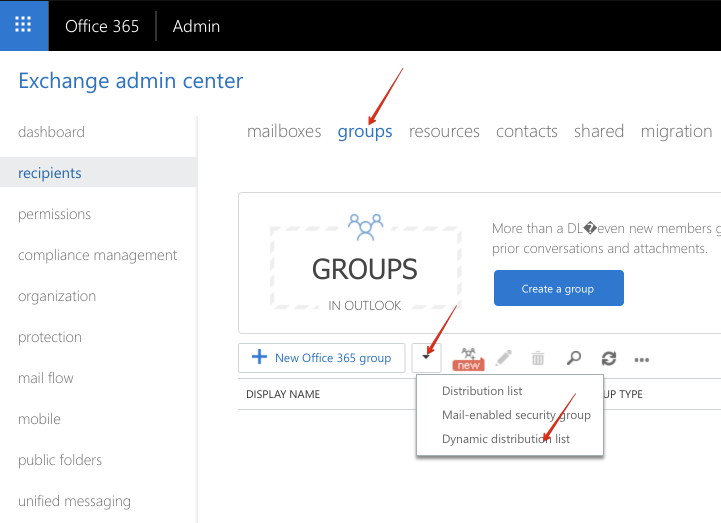 Office 365 Admin
Exchange admin center
dashboard
recipients
permissions
compliance management
organization
protection
mail flow
mobile
public folders
unified messaging
mailboxes groups resources contacts shared migration
GROUPS
IN OUTLOOK
More than a DL�even new members g
prior conversations and attachments.
Create a group
New Office 365 group
new
Distribution list
Mail-enabled security group
Dynamic distribution list
DISPLAY NAME UP TYPE